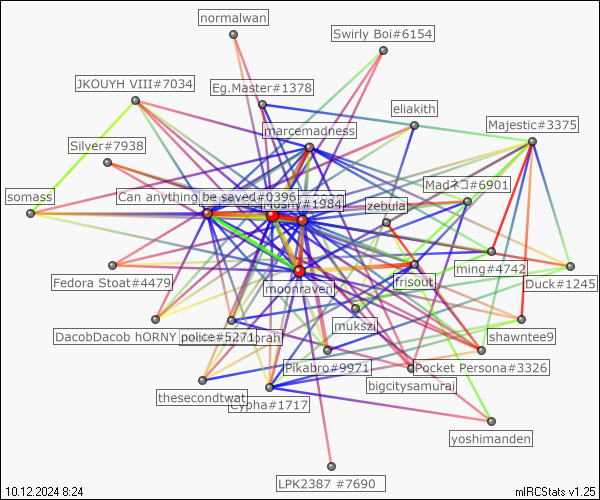 normalwan
Swirly Boi#6154
JKOUYH VIII#7034
Eg.Master#1378
eliakith
marcemadness
Majestic#3375
Silver#7938
Madネコ#6901
somass
Can anything be saved#0396
#1984
zebula
moonraven
frisout
ming#4742
Fedora Stoat#4479
Duck#1245
mukszi
DacobDacob hORNY police#5271
shawntee9
Pikabro#9971
Pocket Persona#3326
bigcitysamurai
thesecondtwat
Cypha#1717
yoshimanden
LPK2387 #7690
10.12.2024 8:24
mIRCStats v1.25